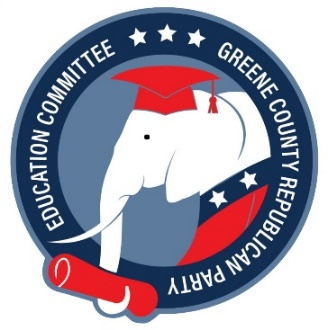 EDUCATION COMMITTEE
GREENE COUNTY REPUBLICAN PARTY